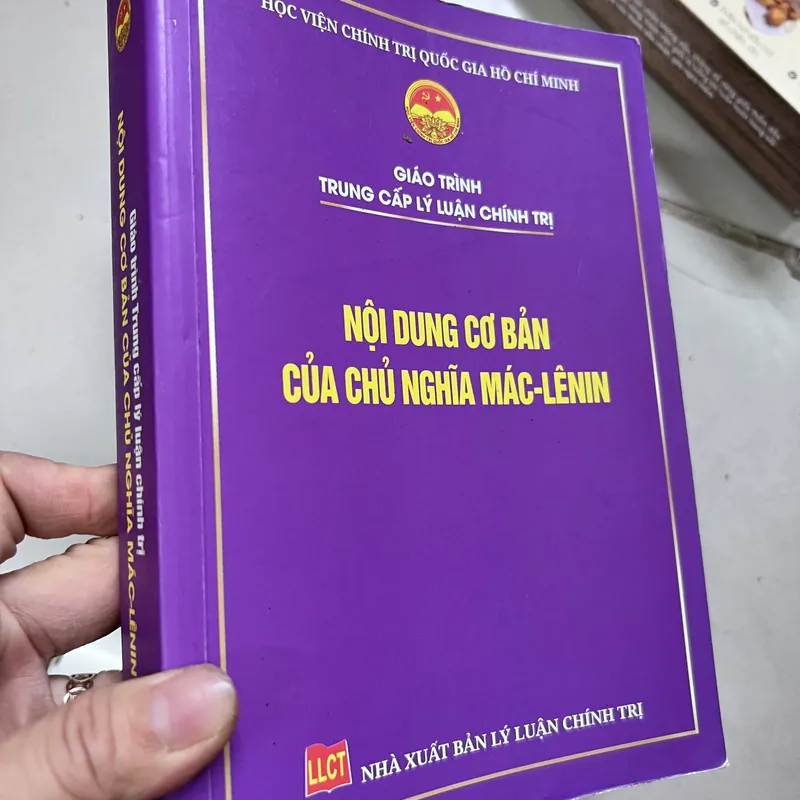 HỌC VIỆN CHÍNH TRỊ QUỐC GIA HỒ CHÍ MINH
GIÁO TRÌNH
TRUNG CẤP LÝ LUẬN CHÍNH TRỊ
NỘI DUNG CƠ BẢN
CỦA CHỦ NGHĨA MÁC-LÊNIN
LLCT
NHÀ XUẤT BẢN LÝ LUẬN CHÍNH TRỊ
Giáo trình Trung cấp lý luận chính trị
NỘI DUNG CƠ BẢN CỦA CHỦ NGHĨA MÁC-LÊNIN